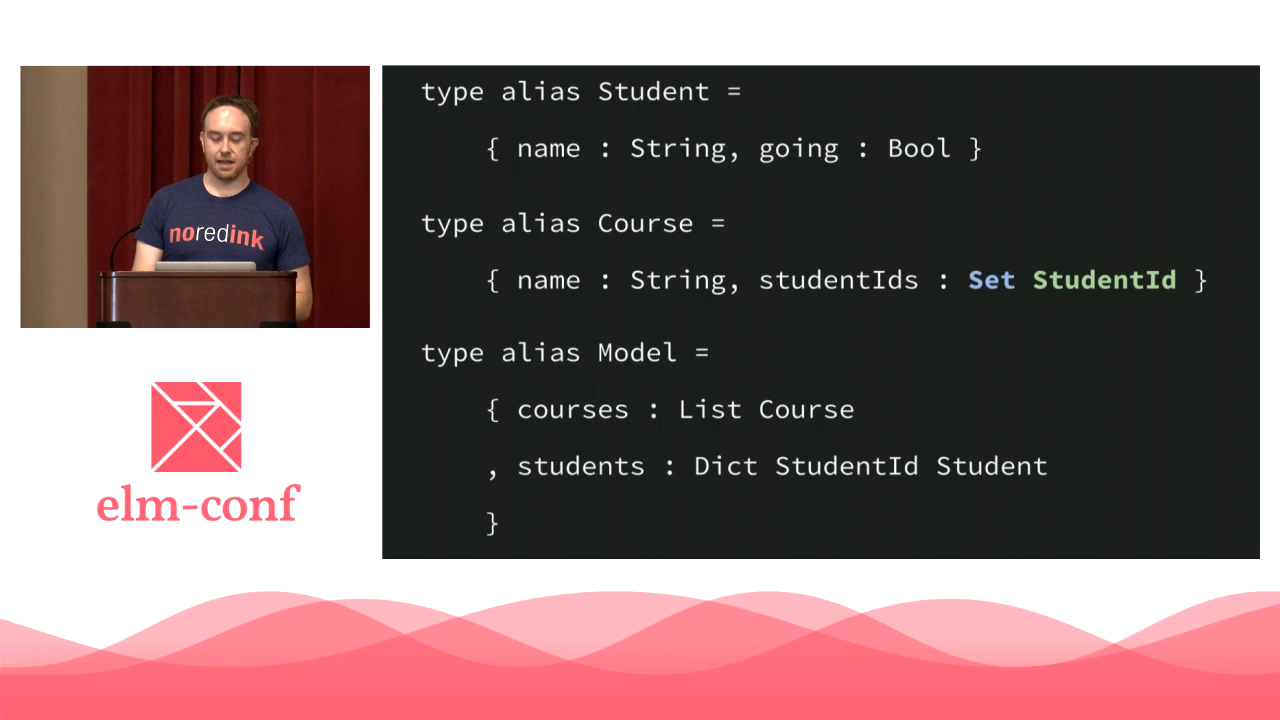 noredink
elm-conf
type alias Student =
    { name : String, going : Bool }
type alias Course =
    { name : String, studentIds : Set StudentId }
type alias Model =
    { courses : List Course
    , students : Dict StudentId Student
    }